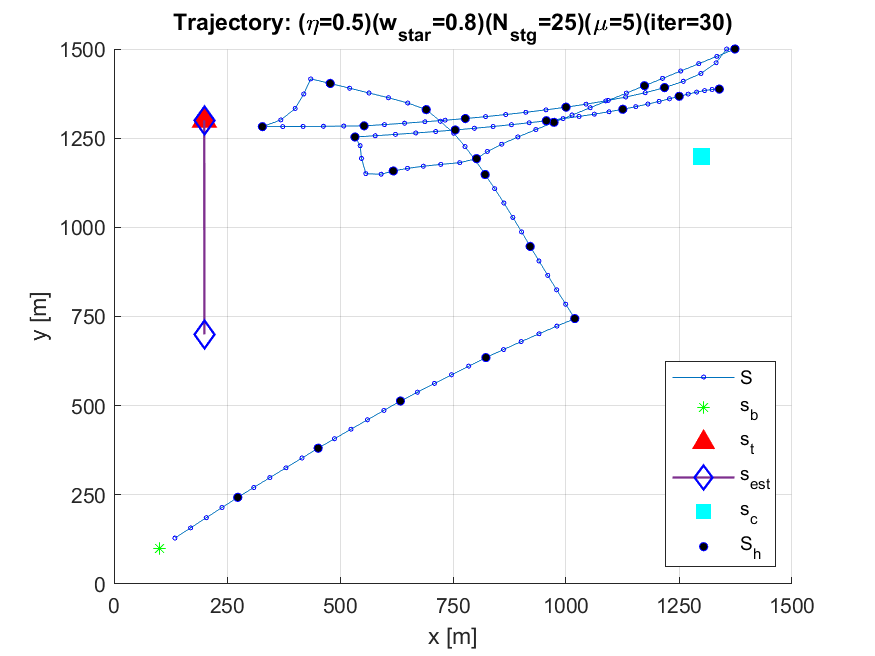 Trajectory: (η=0.5)(w_star=0.8)(N_stg=25)(μ=5)(iter=30)
1500
1250
1000
750
500
250
0
y [m]
S
s_b
s_t
s_est
s_c
S_h
0 250 500 750 1000 1250 1500
x [m]